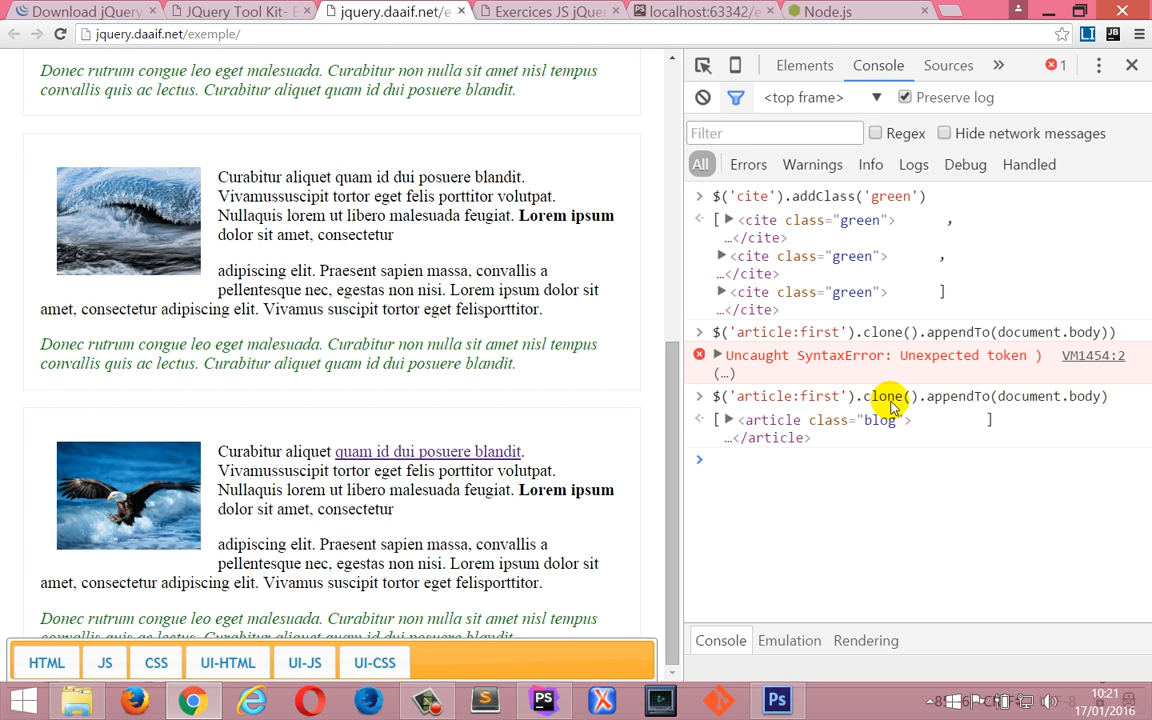 Download jQuery
JQuery Tool Kit- E
jquery.daaif.net/e
Exercices JS jQuer
localhost:63342/e
Node.js
jquery.daaif.net/exemple/
Donec rutrum congue leo eget malesuada. Curabitur non nulla sit amet nisl tempus
convallis quis ac lectus. Curabitur aliquet quam id dui posuere blandit.
Curabitur aliquet quam id dui posuere blandit.
Vivamussuscipit tortor eget felis porttitor volutpat.
Nullaquis lorem ut libero malesuada feugiat. Lorem ipsum
dolor sit amet, consectetur
adipiscing elit. Praesent sapien massa, convallis a
pellentesque nec, egestas non nisi. Lorem ipsum dolor sit
amet, consectetur adipiscing elit. Vivamus suscipit tortor eget felisporttitor.
Donec rutrum congue leo eget malesuada. Curabitur non nulla sit amet nisl tempus
convallis quis ac lectus. Curabitur aliquet quam id dui posuere blandit.
Curabitur aliquet quam id dui posuere blandit.
Vivamussuscipit tortor eget felis porttitor volutpat.
Nullaquis lorem ut libero malesuada feugiat. Lorem ipsum
dolor sit amet, consectetur
adipiscing elit. Praesent sapien massa, convallis a
pellentesque nec, egestas non nisi. Lorem ipsum dolor sit
amet, consectetur adipiscing elit. Vivamus suscipit tortor eget felisporttitor.
Donec rutrum congue leo eget malesuada. Curabitur non nulla sit amet nisl tempus
convallis quis ac lectus. Curabitur aliquet quam id dui posuere blandit.
HTML JS CSS UI-HTML UI-JS UI-CSS
Elements Console Sources » 1
<top frame> ▼ Preserve log
Filter Regex Hide network messages
All Errors Warnings Info Logs Debug Handled
> $('cite').addClass('green')
[ ▶<cite class="green"> ,
…</cite>
▶<cite class="green"> ,
…</cite>
▶<cite class="green"> ]
…</cite>
> $('article:first').clone().appendTo(document.body))
▶Uncaught SyntaxError: Unexpected token ) VM1454:2
(…)
> $('article:first').clone().appendTo(document.body)
[ ▶<article class="blog"> ]
…</article>
>
Console Emulation Rendering
10:21
17/01/2016